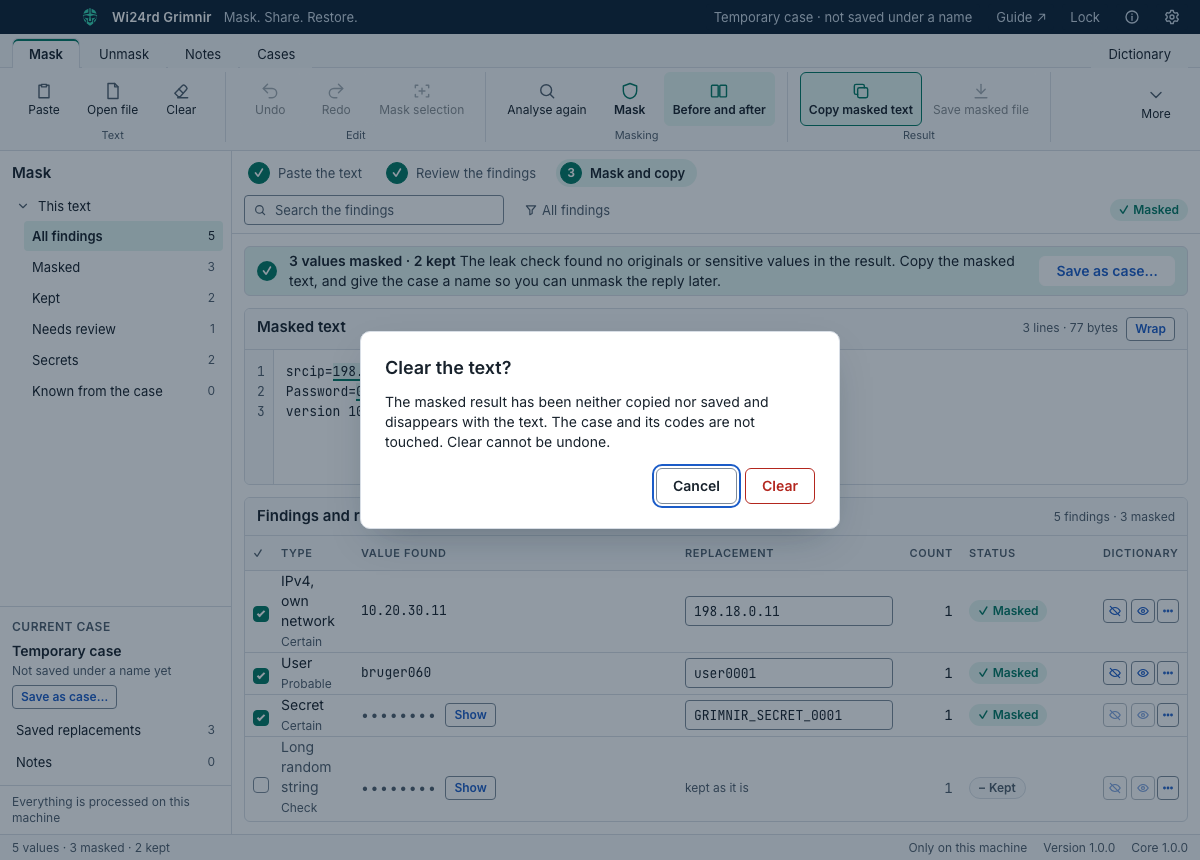 Wi24rd Grimnir Mask. Share. Restore. Temporary case · not saved under a name Guide ↗ Lock
Mask Unmask Notes Cases Dictionary
Paste Open file Clear Undo Redo Mask selection Analyse again Mask Before and after Copy masked text Save masked file More
Text Edit Masking Result
Mask
This text
All findings 5
Masked 3
Kept 2
Needs review 1
Secrets 2
Known from the case 0
CURRENT CASE
Temporary case
Not saved under a name yet
Save as case…
Saved replacements 3
Notes 0
Everything is processed on this
machine
Paste the text Review the findings 3 Mask and copy
Search the findings All findings ✓ Masked
3 values masked · 2 kept The leak check found no originals or sensitive values in the result. Copy the masked
text, and give the case a name so you can unmask the reply later.
Save as case…
Masked text 3 lines · 77 bytes Wrap
1 srcip=198.
2 Password=
3 version 10
Clear the text?
The masked result has been neither copied nor saved and
disappears with the text. The case and its codes are not
touched. Clear cannot be undone.
Cancel Clear
Findings and 5 findings · 3 masked
✓ TYPE VALUE FOUND REPLACEMENT COUNT STATUS DICTIONARY
IPv4,
own
network
Certain
10.20.30.11 198.18.0.11 1 ✓ Masked
User
Probable
bruger060 user0001 1 ✓ Masked
Secret
Certain
•••••••• Show GRIMNIR_SECRET_0001 1 ✓ Masked
Long
random
string
Check
•••••••• Show kept as it is 1 – Kept
5 values · 3 masked · 2 kept Only on this machine Version 1.0.0 Core 1.0.0